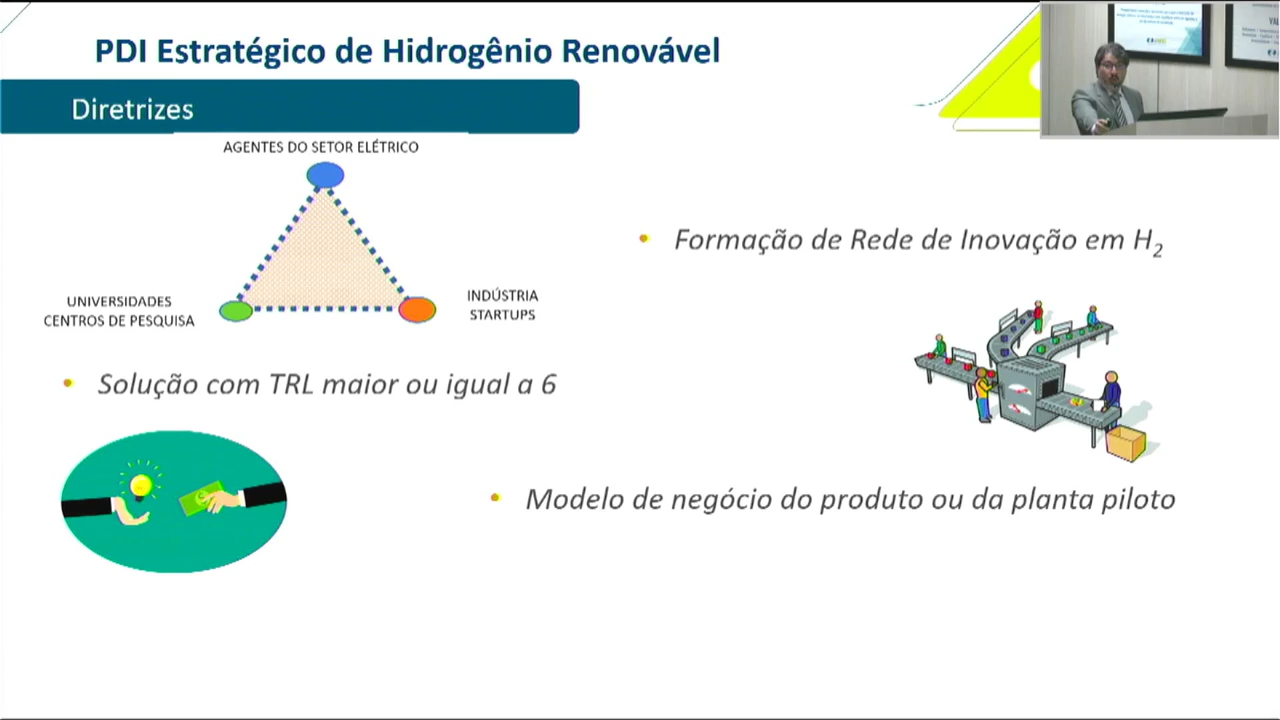 PDI Estratégico de Hidrogênio Renovável
Diretrizes
AGENTES DO SETOR ELÉTRICO
Formação de Rede de Inovação em H₂
UNIVERSIDADES
CENTROS DE PESQUISA
INDÚSTRIA
STARTUPS
Solução com TRL maior ou igual a 6
Modelo de negócio do produto ou da planta piloto